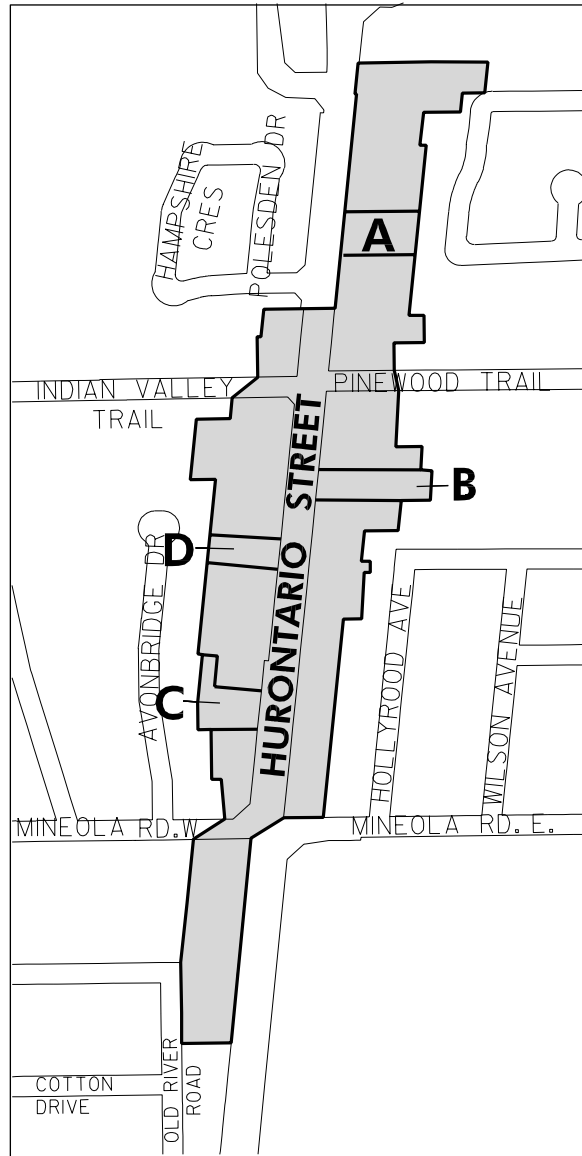 HAMPSHIRE
CRES
POLESDEN DR
A
INDIAN VALLEY
TRAIL
PINEWOOD TRAIL
HURONTARIO STREET
B
D
AVONBRIDGE DR
C
HOLLYROOD AVE
WILSON AVENUE
MINEOLA RD.W
MINEOLA RD. E.
OLD RIVER
ROAD
COTTON
DRIVE